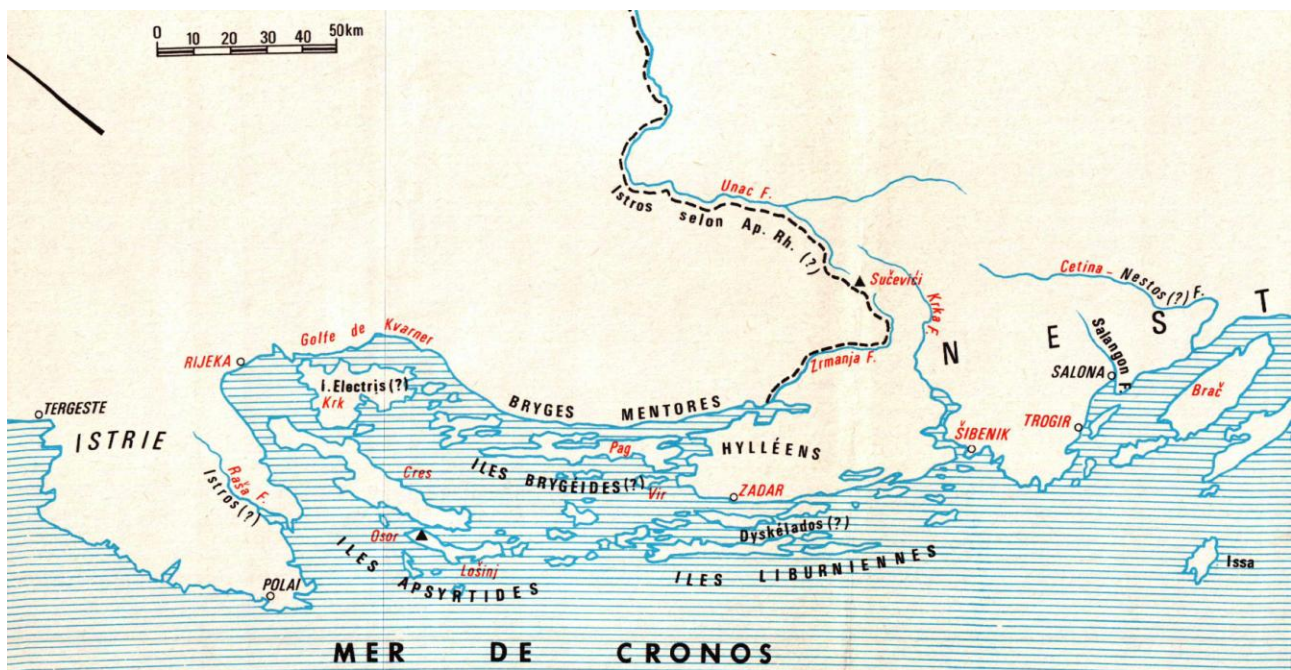 0 10 20 30 40 50 km
Unac F.
Istros selon Ap. Rh. (?)
Sučevići
Krka F.
Cetina - Nestos (?) F.
N E S T
Golfe de Kvarner
RIJEKA
Zrmanja F.
Salangon F.
SALONA
Brač
I. Electris (?)
Krk
TERGESTE
ISTRIE
BRYGES MENTORES
TROGIR
ŠIBENIK
HYLLÉENS
Pag
Cres
ILES BRYGÉIDES (?)
Vir
ZADAR
Raša F.
Istros (?)
Dyskélados (?)
Osor
Lošinj
ILES APSYRTIDES
ILES LIBURNIENNES
Issa
POLAI
MER DE CRONOS